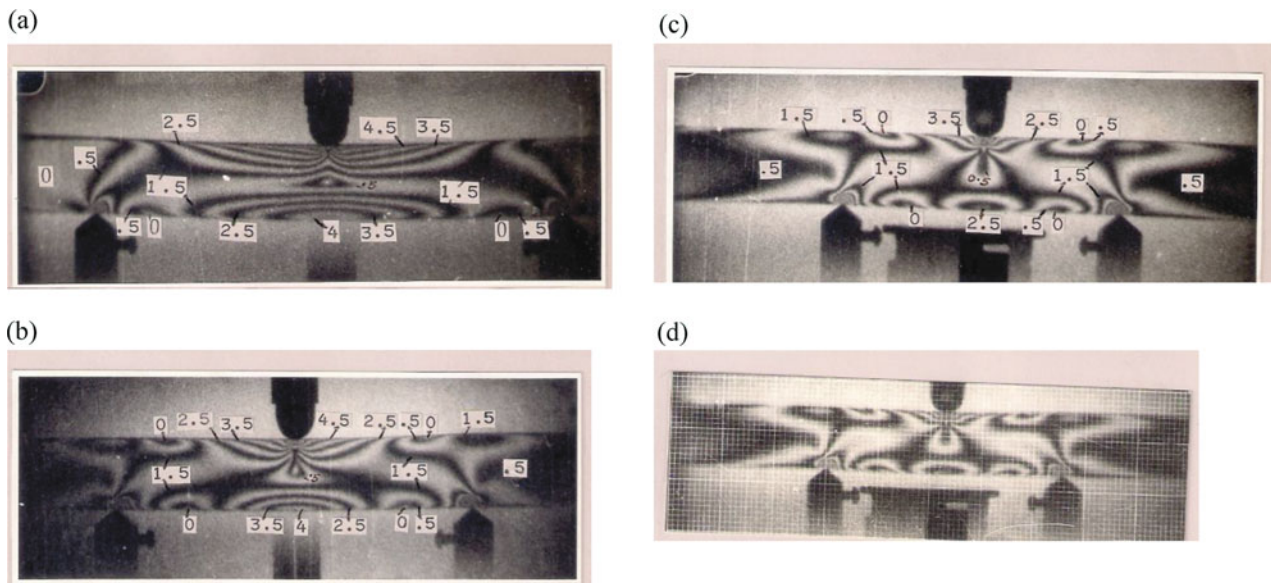 (a)
2.5 4.5 3.5
.5
0
1.5 .5 1.5
.5 0 2.5 4 3.5 0 .5
(b)
0 2.5 3.5 4.5 2.5 .5 0 1.5
1.5 .5 1.5 .5
0 3.5 4 2.5 0 .5
(c)
1.5 .5 0 3.5 2.5 0 .5
.5 1.5 0.5 1.5 .5
0 2.5 .5 0
(d)